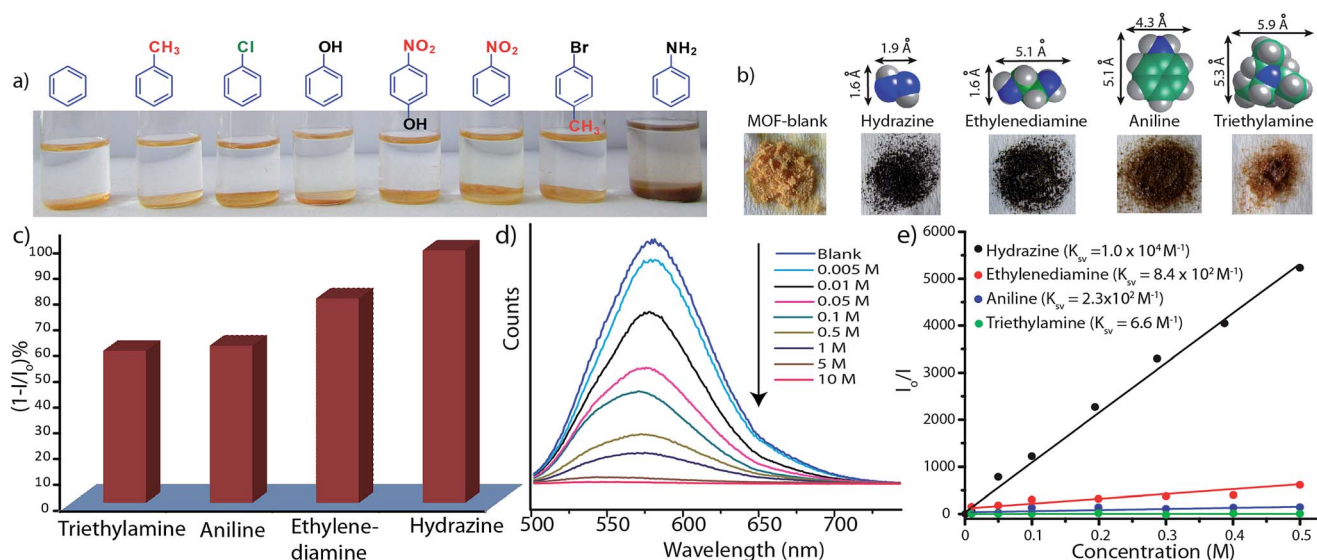 a)
CH3
Cl
OH
NO2
OH
NO2
Br
CH3
NH2
b)
1.9 Å
1.6 Å
5.1 Å
1.6 Å
4.3 Å
5.1 Å
5.9 Å
5.3 Å
MOF-blank
Hydrazine
Ethylenediamine
Aniline
Triethylamine
c)
(1-I/Io)%
100
90
80
70
60
50
40
30
20
10
0
Triethylamine
Aniline
Ethylene-
diamine
Hydrazine
d)
Counts
Blank
0.005 M
0.01 M
0.05 M
0.1 M
0.5 M
1 M
5 M
10 M
500
550
600
650
700
Wavelength (nm)
e)
Io/I
6000
5000
4000
3000
2000
1000
0
Hydrazine (Ksv =1.0 x 10⁴ M⁻¹)
Ethylenediamine (Ksv = 8.4 x 10² M⁻¹)
Aniline (Ksv = 2.3x10² M⁻¹)
Triethylamine (Ksv = 6.6 M⁻¹)
0
0.1
0.2
0.3
0.4
0.5
Concentration (M)